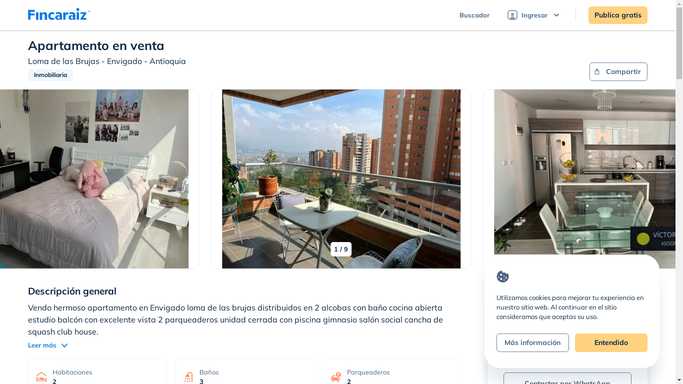 Fincaraiz
Buscador
Ingresar
Publica gratis
Apartamento en venta
Loma de las Brujas - Envigado - Antioquia
Inmobiliaria
Compartir
1 / 9
VICTOR
Descripción general
Vendo hermoso apartamento en Envigado loma de las brujas distribuidos en 2 alcobas con baño cocina abierta
estudio balcón con excelente vista 2 parqueaderos unidad cerrada con piscina gimnasio salón social cancha de
squash club house.
Leer más
Habitaciones
2
Baños
3
Parqueaderos
2
Utilizamos cookies para mejorar tu experiencia en
nuestro sitio web. Al continuar en el sitio
consideramos que aceptas su uso.
Más información
Entendido
Contactar por WhatsApp